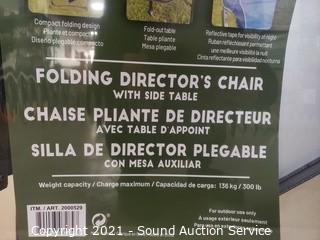 Compact folding design
Pliante et compacte
Diseño plegable compacto
Fold-out table
Table pliante
Mesa plegable
Reflective tape for visibility at night
Ruban réfléchissant permettant
une meilleure visibilité la nuit
Cinta reflectante para visibilidad nocturna
FOLDING DIRECTOR'S CHAIR
WITH SIDE TABLE
CHAISE PLIANTE DE DIRECTEUR
AVEC TABLE D'APPOINT
SILLA DE DIRECTOR PLEGABLE
CON MESA AUXILIAR
Weight capacity / Charge maximum / Capacidad de carga: 136 kg / 300 lb
ITM. / ART. 2000529
For outdoor use only
À usage extérieur seulement
Copyright 2021 - Sound Auction Service